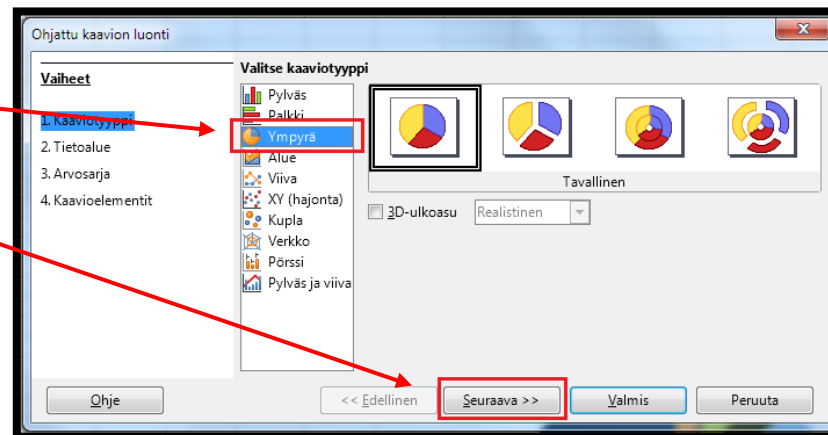 Ohjattu kaavion luonti
Vaiheet
1. Kaaviotyyppi
2. Tietoalue
3. Arvosarja
4. Kaavioelementit
Valitse kaaviotyyppi
Pylväs
Palkki
Ympyrä
Alue
Viiva
XY (hajonta)
Kupla
Verkko
Pörssi
Pylväs ja viiva
Tavallinen
3D-ulkoasu
Realistinen
Ohje
<< Edellinen
Seuraava >>
Valmis
Peruuta